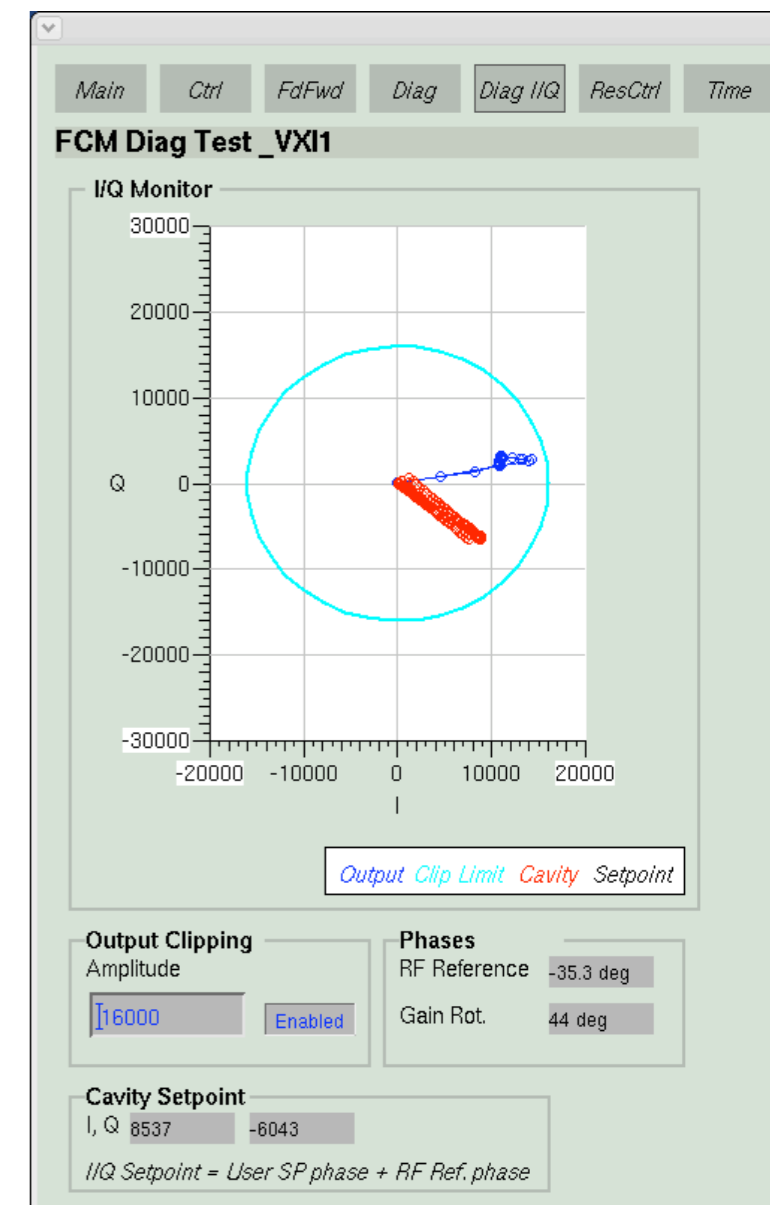 Main Ctrl FdFwd Diag Diag I/Q ResCtrl Time
FCM Diag Test _VXI1
I/Q Monitor
30000
20000
10000
Q 0
-10000
-20000
-30000
-20000 -10000 0 10000 20000
I
Output Clip Limit Cavity Setpoint
Output Clipping
Amplitude
16000 Enabled
Phases
RF Reference -35.3 deg
Gain Rot. 44 deg
Cavity Setpoint
I, Q 8537 -6043
I/Q Setpoint = User SP phase + RF Ref. phase